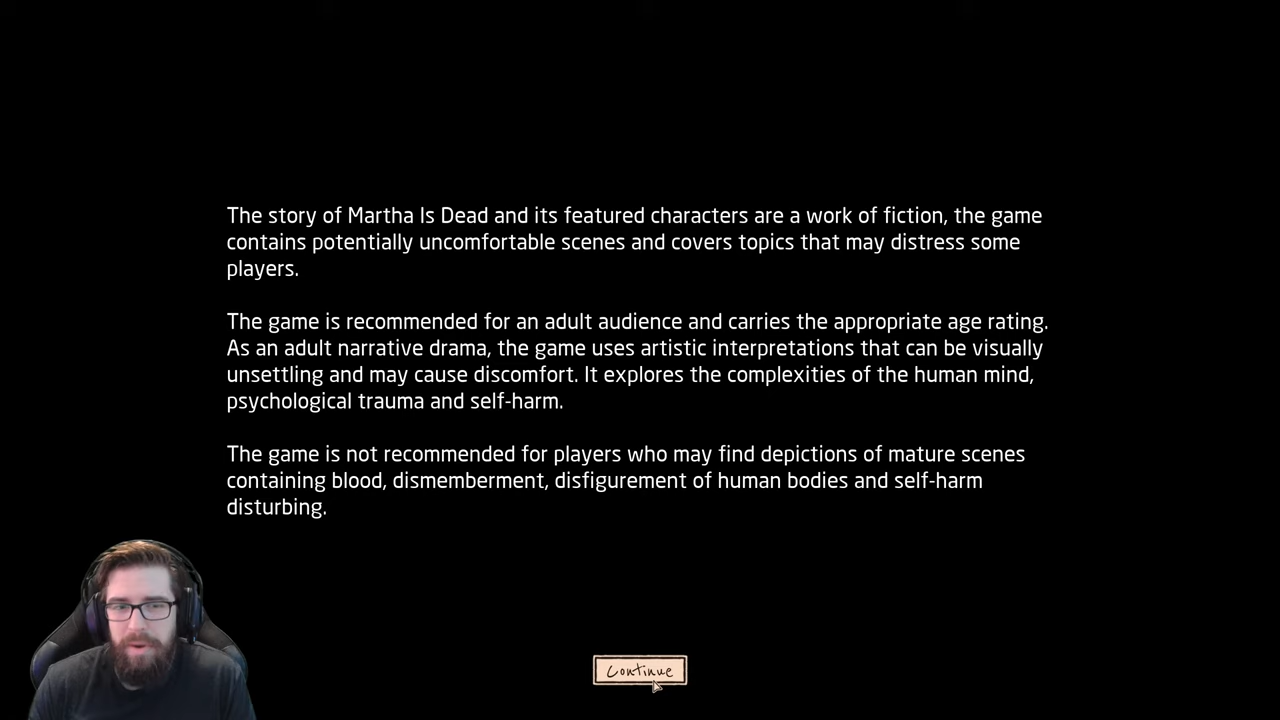 The story of Martha Is Dead and its featured characters are a work of fiction, the game
contains potentially uncomfortable scenes and covers topics that may distress some
players.
The game is recommended for an adult audience and carries the appropriate age rating.
As an adult narrative drama, the game uses artistic interpretations that can be visually
unsettling and may cause discomfort. It explores the complexities of the human mind,
psychological trauma and self-harm.
The game is not recommended for players who may find depictions of mature scenes
containing blood, dismemberment, disfigurement of human bodies and self-harm
disturbing.
Continue